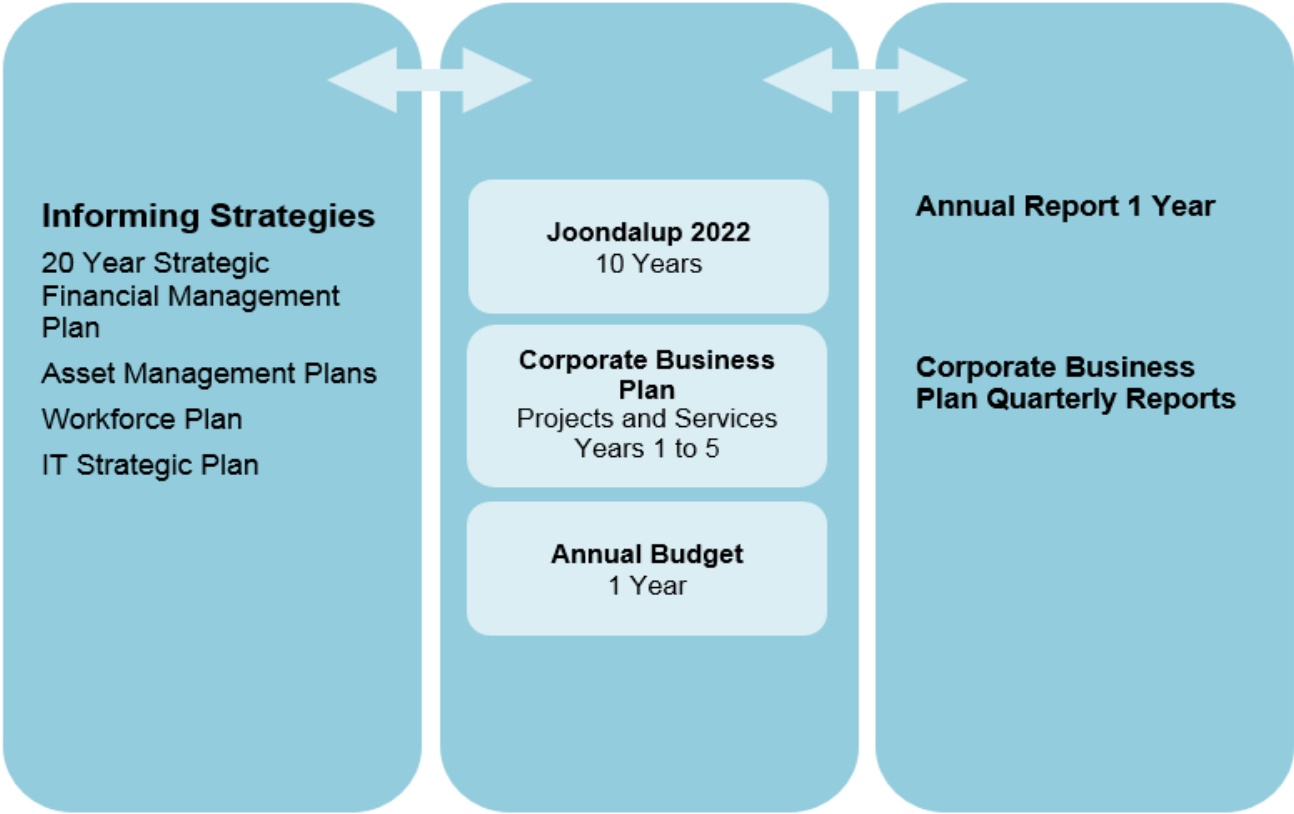 Informing Strategies
20 Year Strategic
Financial Management
Plan
Asset Management Plans
Workforce Plan
IT Strategic Plan
Joondalup 2022
10 Years
Corporate Business
Plan
Projects and Services
Years 1 to 5
Annual Budget
1 Year
Annual Report 1 Year
Corporate Business
Plan Quarterly Reports